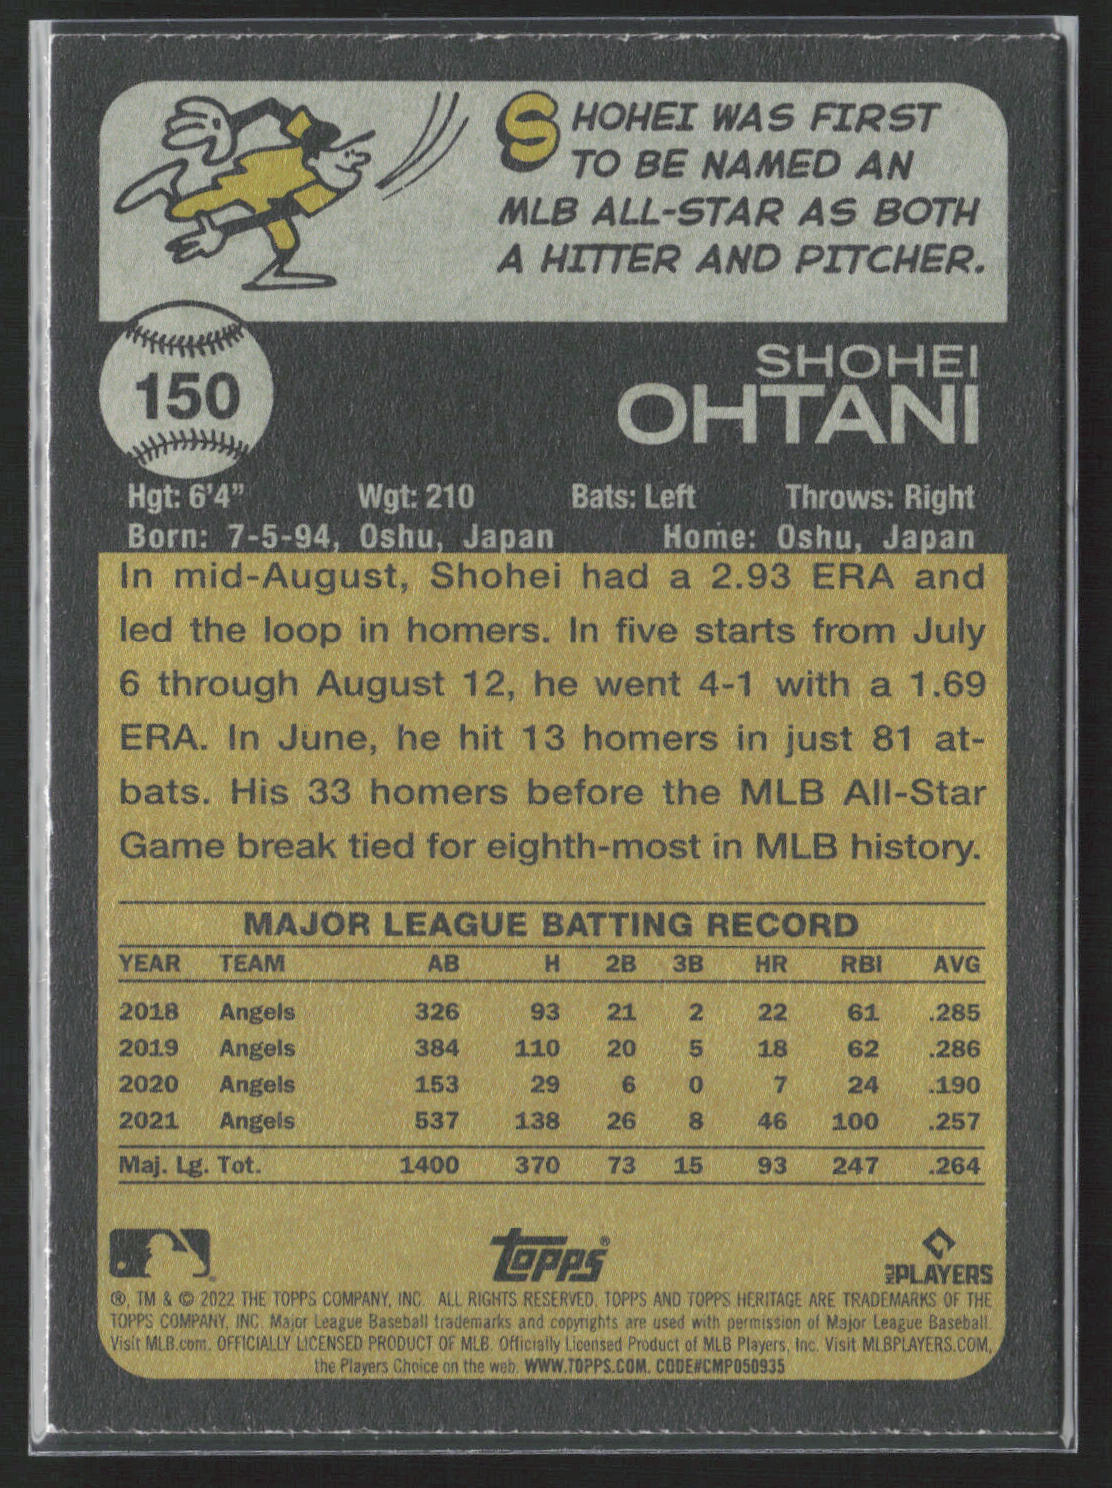 SHOHEI WAS FIRST
TO BE NAMED AN
MLB ALL-STAR AS BOTH
A HITTER AND PITCHER.
150
SHOHEI
OHTANI
Hgt: 6'4" Wgt: 210 Bats: Left Throws: Right
Born: 7-5-94, Oshu, Japan Home: Oshu, Japan
In mid-August, Shohei had a 2.93 ERA and
led the loop in homers. In five starts from July
6 through August 12, he went 4-1 with a 1.69
ERA. In June, he hit 13 homers in just 81 at-
bats. His 33 homers before the MLB All-Star
Game break tied for eighth-most in MLB history.
MAJOR LEAGUE BATTING RECORD
YEAR TEAM AB H 2B 3B HR RBI AVG
2018 Angels 326 93 21 2 22 61 .285
2019 Angels 384 110 20 5 18 62 .286
2020 Angels 153 29 6 0 7 24 .190
2021 Angels 537 138 26 8 46 100 .257
Maj. Lg. Tot. 1400 370 73 15 93 247 .264
topps®
MLB PLAYERS
®, TM & © 2022 THE TOPPS COMPANY, INC. ALL RIGHTS RESERVED. TOPPS AND TOPPS HERITAGE ARE TRADEMARKS OF THE
TOPPS COMPANY, INC. Major League Baseball trademarks and copyrights are used with permission of Major League Baseball.
Visit MLB.com. OFFICIALLY LICENSED PRODUCT OF MLB. Officially Licensed Product of MLB Players, Inc. Visit MLBPLAYERS.COM,
the Players Choice on the web. WWW.TOPPS.COM. CODE#CMP050935